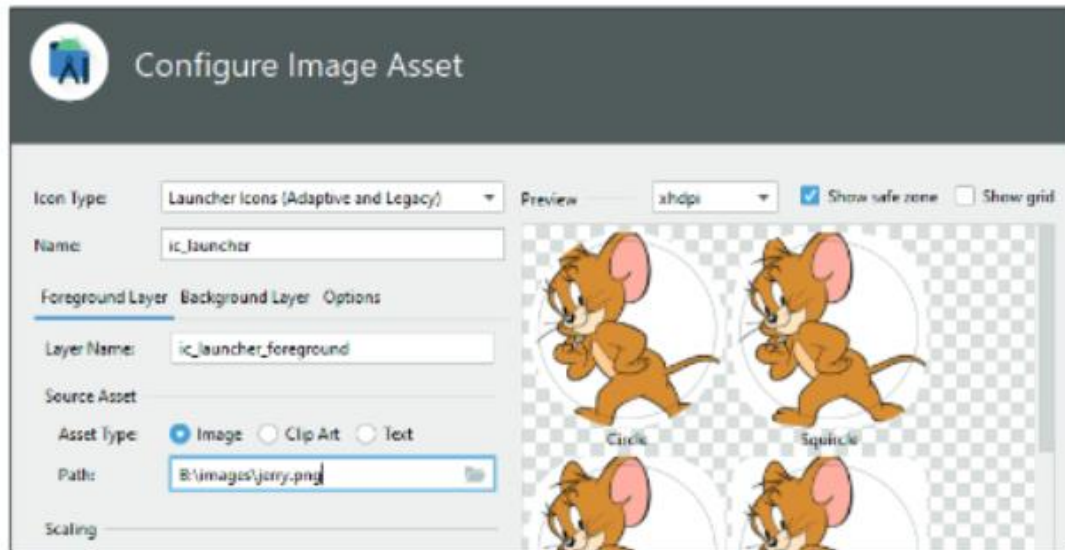 Configure Image Asset
Icon Type: Launcher Icons (Adaptive and Legacy) Preview xhdpi Show safe zone Show grid
Name: ic_launcher
Foreground Layer Background Layer Options
Layer Name: ic_launcher_foreground
Source Asset
Asset Type: Image Clip Art Text
Circle Squircle
Path: B:\images\jerry.png
Scaling